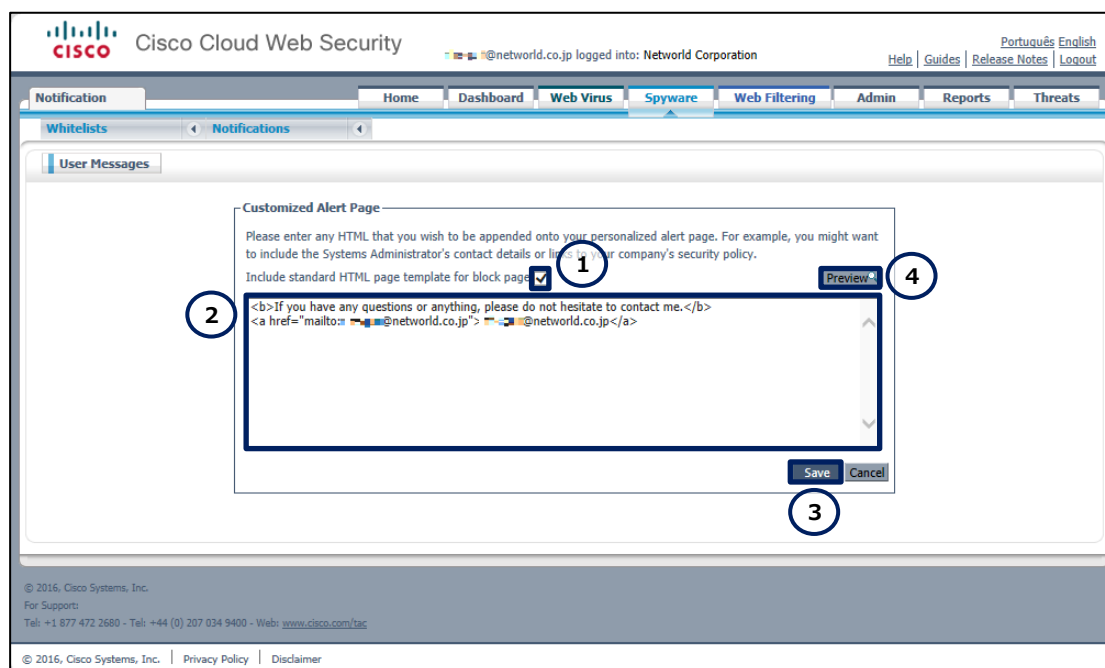 CISCO Cisco Cloud Web Security
@networld.co.jp logged into: Networld Corporation
Português English
Help | Guides | Release Notes | Logout
Notification
Home Dashboard Web Virus Spyware Web Filtering Admin Reports Threats
Whitelists Notifications
User Messages
Customized Alert Page
Please enter any HTML that you wish to be appended onto your personalized alert page. For example, you might want
to include the Systems Administrator's contact details or links to your company's security policy.
1
Include standard HTML page template for block page
Preview
4
2
<b>If you have any questions or anything, please do not hesitate to contact me.</b>
<a href="mailto: @networld.co.jp"> @networld.co.jp</a>
Save Cancel
3
© 2016, Cisco Systems, Inc.
For Support:
Tel: +1 877 472 2680 - Tel: +44 (0) 207 034 9400 - Web: www.cisco.com/tac
© 2016, Cisco Systems, Inc. | Privacy Policy | Disclaimer